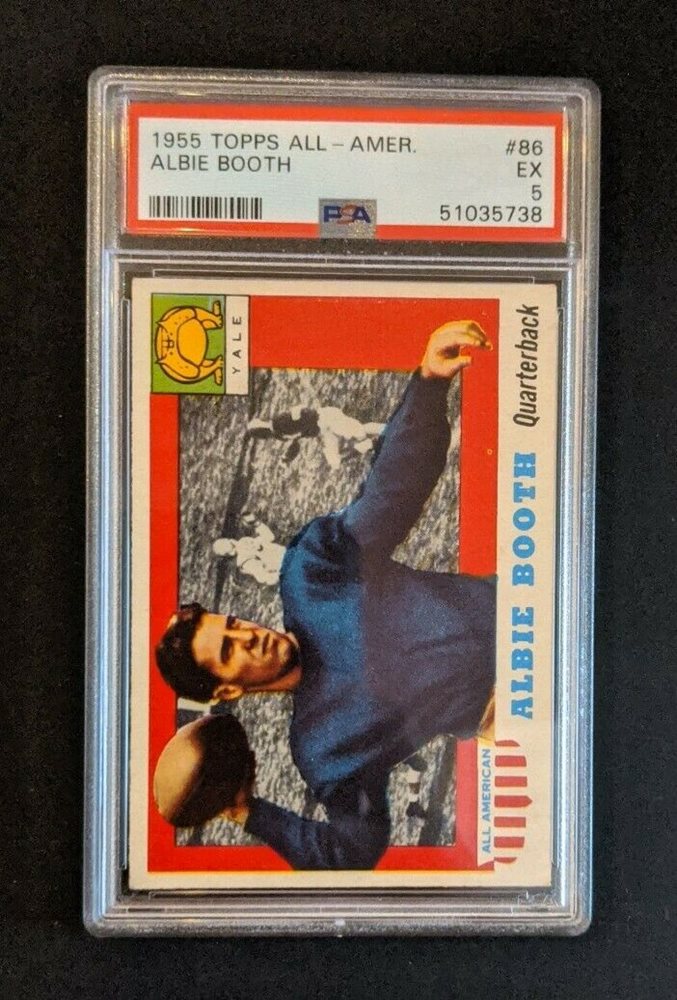 1955 TOPPS ALL - AMER. #86
ALBIE BOOTH EX
5
PSA 51035738
YALE
ALBIE BOOTH Quarterback
ALL AMERICAN